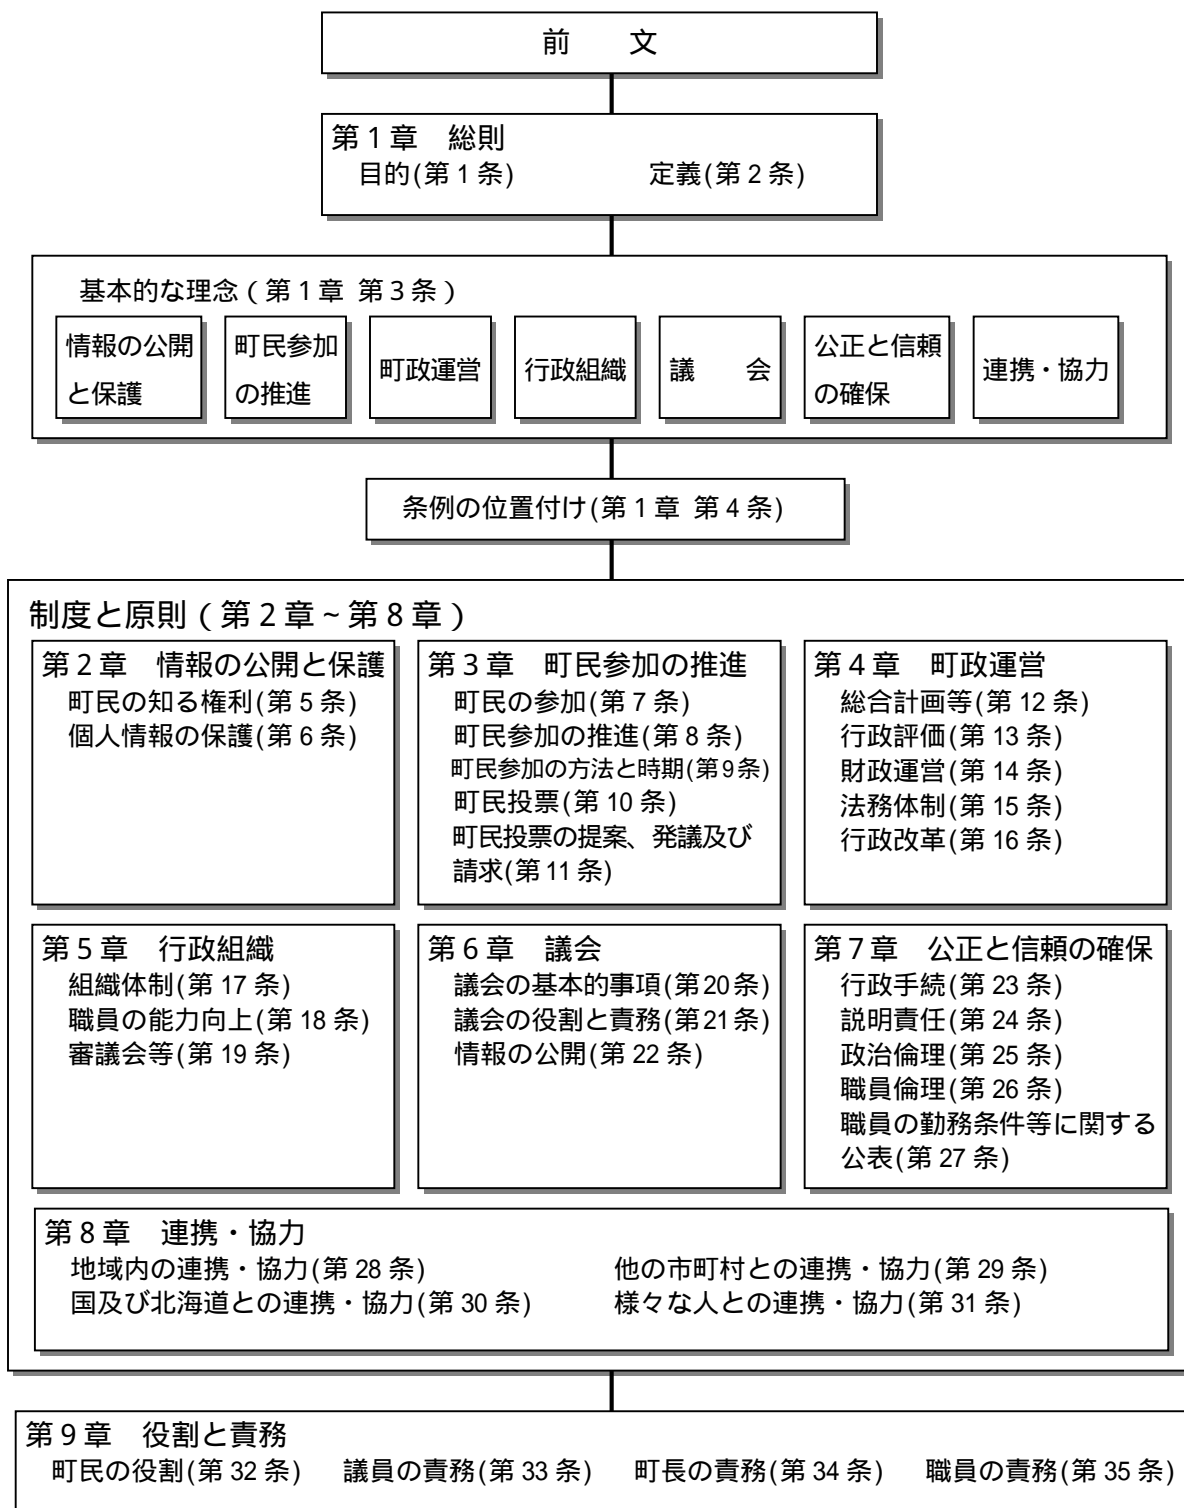 前　文
第1章　総則
目的(第1条)　定義(第2条)
基本的な理念(第1章 第3条)
情報の公開
と保護
町民参加
の推進
町政運営
行政組織
議　会
公正と信頼
の確保
連携・協力
条例の位置付け(第1章 第4条)
制度と原則(第2章~第8章)
第2章　情報の公開と保護
町民の知る権利(第5条)
個人情報の保護(第6条)
第3章　町民参加の推進
町民の参加(第7条)
町民参加の推進(第8条)
町民参加の方法と時期(第9条)
町民投票(第10条)
町民投票の提案、発議及び
請求(第11条)
第4章　町政運営
総合計画等(第12条)
行政評価(第13条)
財政運営(第14条)
法務体制(第15条)
行政改革(第16条)
第5章　行政組織
組織体制(第17条)
職員の能力向上(第18条)
審議会等(第19条)
第6章　議会
議会の基本的事項(第20条)
議会の役割と責務(第21条)
情報の公開(第22条)
第7章　公正と信頼の確保
行政手続(第23条)
説明責任(第24条)
政治倫理(第25条)
職員倫理(第26条)
職員の勤務条件等に関する
公表(第27条)
第8章　連携・協力
地域内の連携・協力(第28条)　他の市町村との連携・協力(第29条)
国及び北海道との連携・協力(第30条)　様々な人との連携・協力(第31条)
第9章　役割と責務
町民の役割(第32条)　議員の責務(第33条)　町長の責務(第34条)　職員の責務(第35条)